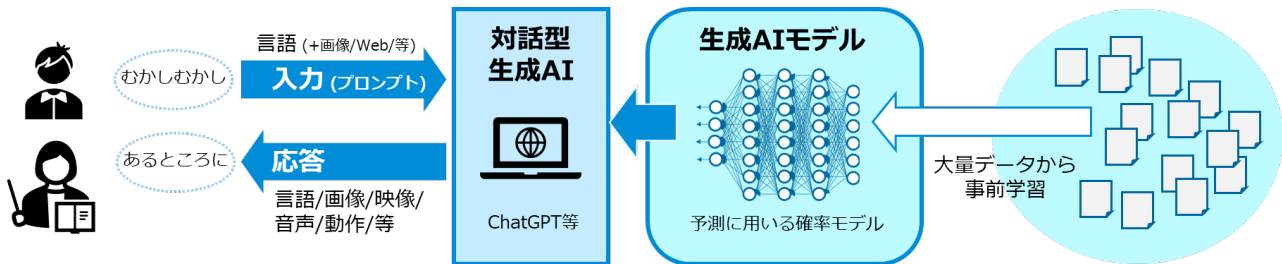 むかしむかし
言語 (+画像/Web/等)
入力 (プロンプト)
あるところに
応答
言語/画像/映像/
音声/動作/等
対話型
生成AI
ChatGPT等
生成AIモデル
予測に用いる確率モデル
大量データから
事前学習